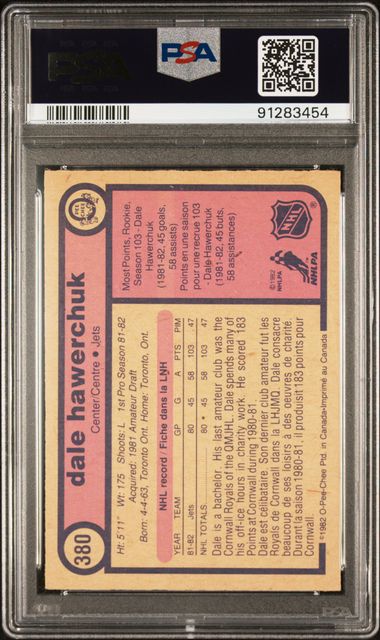 PSA
PSA
91283454
380
dale hawerchuk
Center/Centre • Jets
Ht: 5'11" Wt: 175 Shoots: L 1st Pro Season 81-82
Acquired: 1981 Amateur Draft
Born: 4-4-63, Toronto Ont. Home: Toronto, Ont.
NHL record / Fiche dans la LNH
YEAR TEAM GP G A PTS PIM
81-82 Jets 80 45 58 103 47
NHL TOTALS 80 45 58 103 47
Dale is a bachelor. His last amateur club was the
Cornwall Royals of the QMJHL. Dale spends many of
his off-ice hours in charity work. He scored 183
Points at Cornwall during 1980-81.
Dale est célibataire. Son dernier club amateur fut les
Royals de Cornwall dans la LHJMQ. Dale consacre
beaucoup de ses loisirs à des oeuvres de charité.
Durant la saison 1980-81, il produisit 183 points pour
Cornwall.
©1982 O-Pee-Chee Ptd. in Canada-Imprimé au Canada
O PEE CHEE
Most Points, Rookie,
Season 103 - Dale
Hawerchuk
(1981-82, 45 goals,
58 assists)
Points en une saison
pour une recrue 103
- Dale Hawerchuk
(1981-82, 45 buts,
58 assistances)
NHL
©1982
NHLPA
NHLPA